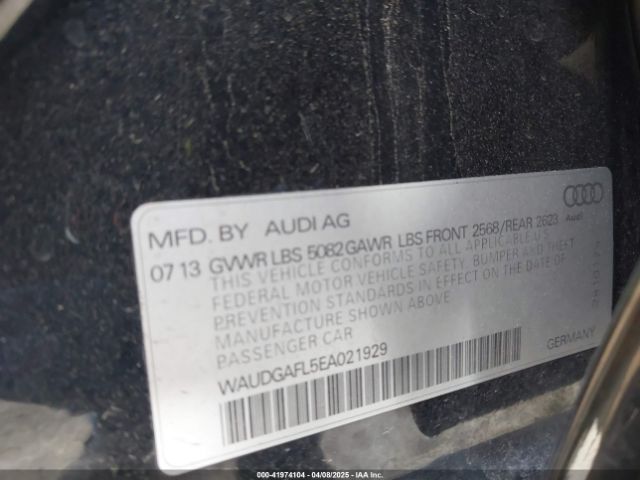 MFD. BY AUDI AG
Audi
07 13 GVWR LBS 5082 GAWR LBS FRONT 2568/REAR 2623
THIS VEHICLE CONFORMS TO ALL APPLICABLE U.S.
FEDERAL MOTOR VEHICLE SAFETY, BUMPER AND THEFT
PREVENTION STANDARDS IN EFFECT ON THE DATE OF
MANUFACTURE SHOWN ABOVE
PASSENGER CAR
WAUDGAFL5EA021929
GERMANY
00-41974104 | 04/08/2025 | IAA Inc.